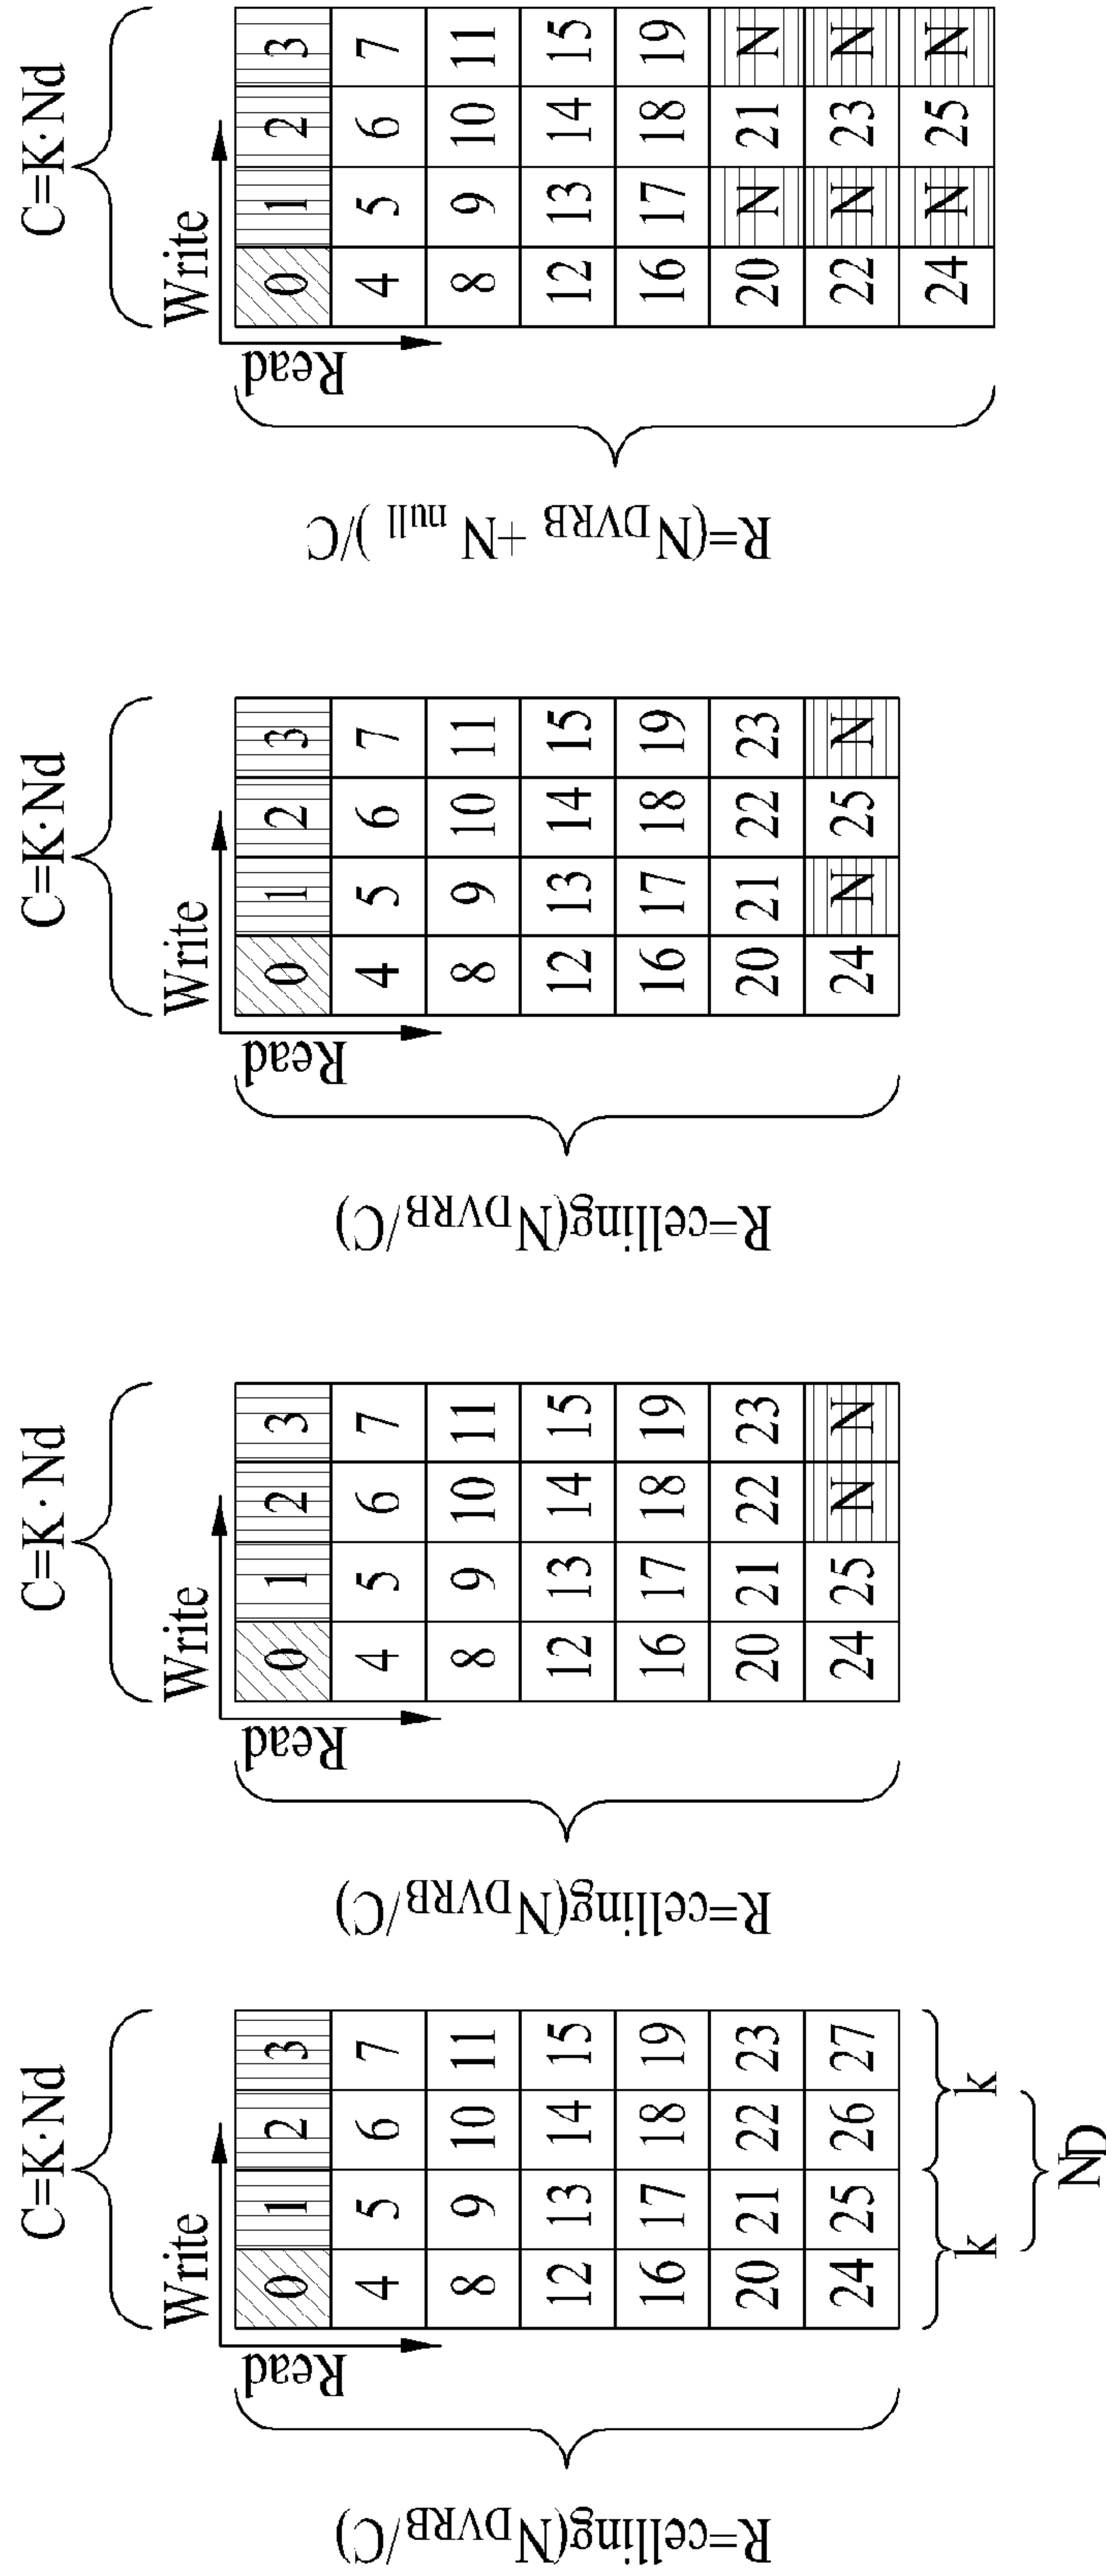 C=K·Nd
Write
Read
R=celling(NDVRB/C)
0 1 2 3
4 5 6 7
8 9 10 11
12 13 14 15
16 17 18 19
20 21 22 23
24 25 26 27
k k
ND
C=K·Nd
Write
Read
R=celling(NDVRB/C)
0 1 2 3
4 5 6 7
8 9 10 11
12 13 14 15
16 17 18 19
20 21 22 23
24 25 N N
C=K·Nd
Write
Read
R=celling(NDVRB/C)
0 1 2 3
4 5 6 7
8 9 10 11
12 13 14 15
16 17 18 19
20 21 22 23
24 N 25 N
C=K·Nd
Write
Read
R=(NDVRB+Nnull)/C
0 1 2 3
4 5 6 7
8 9 10 11
12 13 14 15
16 17 18 19
20 N 21 N
22 N 23 N
24 N 25 N